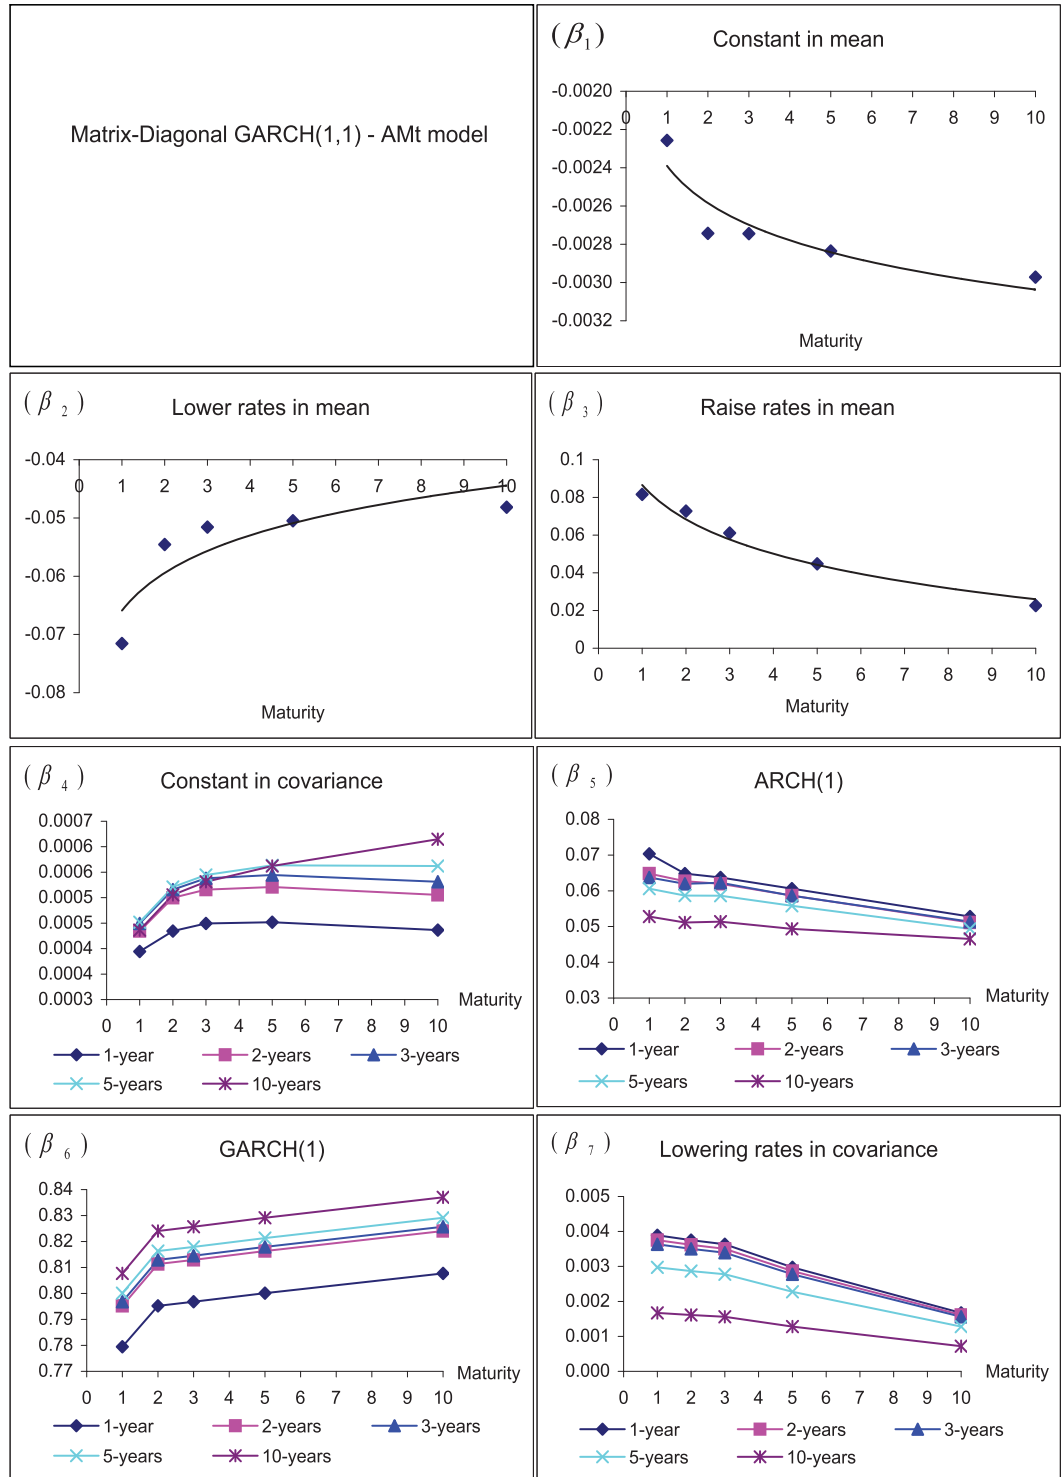 Matrix-Diagonal GARCH(1,1) - AMt model
(β 1)
Constant in mean
-0.0020
0 1 2 3 4 5 6 7 8 9 10
-0.0022
-0.0024
-0.0026
-0.0028
-0.0030
-0.0032
Maturity
(β 2)
Lower rates in mean
-0.04
0 1 2 3 4 5 6 7 8 9 10
-0.05
-0.06
-0.07
-0.08
Maturity
(β 3)
Raise rates in mean
0.1
0.08
0.06
0.04
0.02
0
0 1 2 3 4 5 6 7 8 9 10
Maturity
(β 4)
Constant in covariance
0.0007
0.0006
0.0006
0.0005
0.0005
0.0004
0.0004
0.0003
Maturity
0 1 2 3 4 5 6 7 8 9 10
1-year 2-years 3-years
5-years 10-years
(β 5)
ARCH(1)
0.08
0.07
0.06
0.05
0.04
0.03
Maturity
0 1 2 3 4 5 6 7 8 9 10
1-year 2-years 3-years
5-years 10-years
(β 6)
GARCH(1)
0.84
0.83
0.82
0.81
0.80
0.79
0.78
0.77
Maturity
0 1 2 3 4 5 6 7 8 9 10
1-year 2-years 3-years
5-years 10-years
(β 7)
Lowering rates in covariance
0.005
0.004
0.003
0.002
0.001
0.000
Maturity
0 1 2 3 4 5 6 7 8 9 10
1-year 2-years 3-years
5-years 10-years